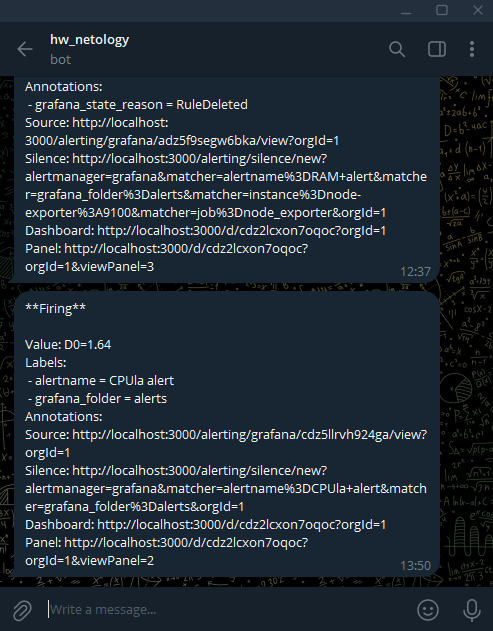 hw_netology
bot
Annotations:
- grafana_state_reason = RuleDeleted
Source: http://localhost:
3000/alerting/grafana/adz5f9segw6bka/view?orgId=1
Silence: http://localhost:3000/alerting/silence/new?
alertmanager=grafana&matcher=alertname%3DRAM+alert&matche
r=grafana_folder%3Dalerts&matcher=instance%3Dnode-
exporter%3A9100&matcher=job%3Dnode_exporter&orgId=1
Dashboard: http://localhost:3000/d/cdz2lcxon7oqoc?orgId=1
Panel: http://localhost:3000/d/cdz2lcxon7oqoc?
orgId=1&viewPanel=3
12:37
**Firing**
Value: D0=1.64
Labels:
- alertname = CPUla alert
- grafana_folder = alerts
Annotations:
Source: http://localhost:3000/alerting/grafana/cdz5llrvh924ga/view?
orgId=1
Silence: http://localhost:3000/alerting/silence/new?
alertmanager=grafana&matcher=alertname%3DCPUla+alert&match
er=grafana_folder%3Dalerts&orgId=1
Dashboard: http://localhost:3000/d/cdz2lcxon7oqoc?orgId=1
Panel: http://localhost:3000/d/cdz2lcxon7oqoc?
orgId=1&viewPanel=2
13:50
Write a message...